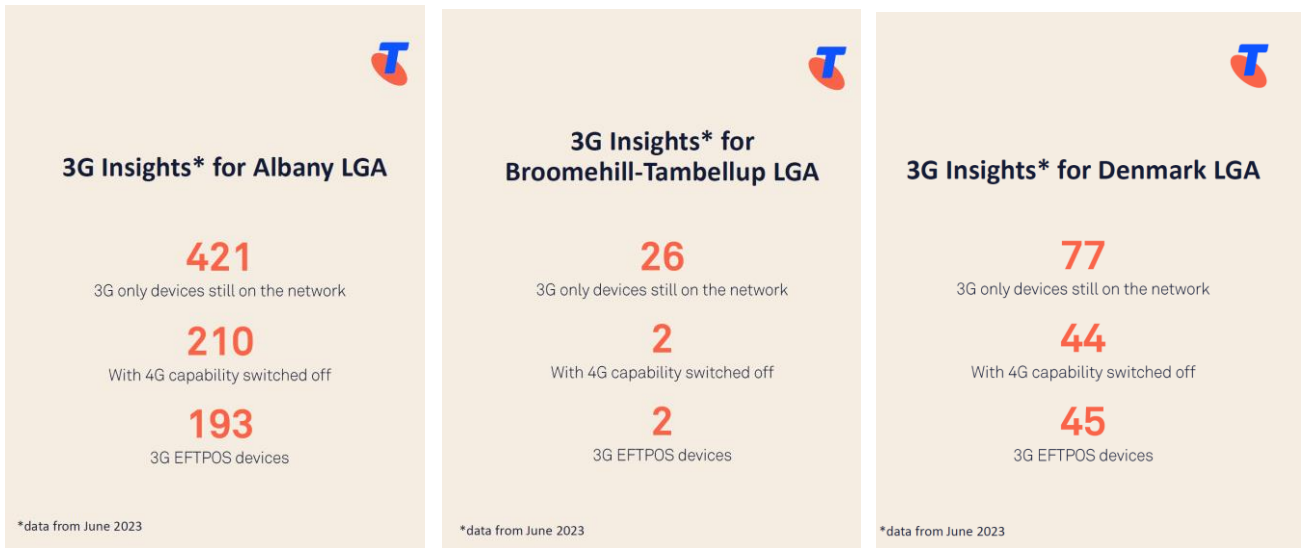 T
3G Insights* for Albany LGA
421
3G only devices still on the network
210
With 4G capability switched off
193
3G EFTPOS devices
*data from June 2023
T
3G Insights* for
Broomehill-Tambellup LGA
26
3G only devices still on the network
2
With 4G capability switched off
2
3G EFTPOS devices
*data from June 2023
T
3G Insights* for Denmark LGA
77
3G only devices still on the network
44
With 4G capability switched off
45
3G EFTPOS devices
*data from June 2023